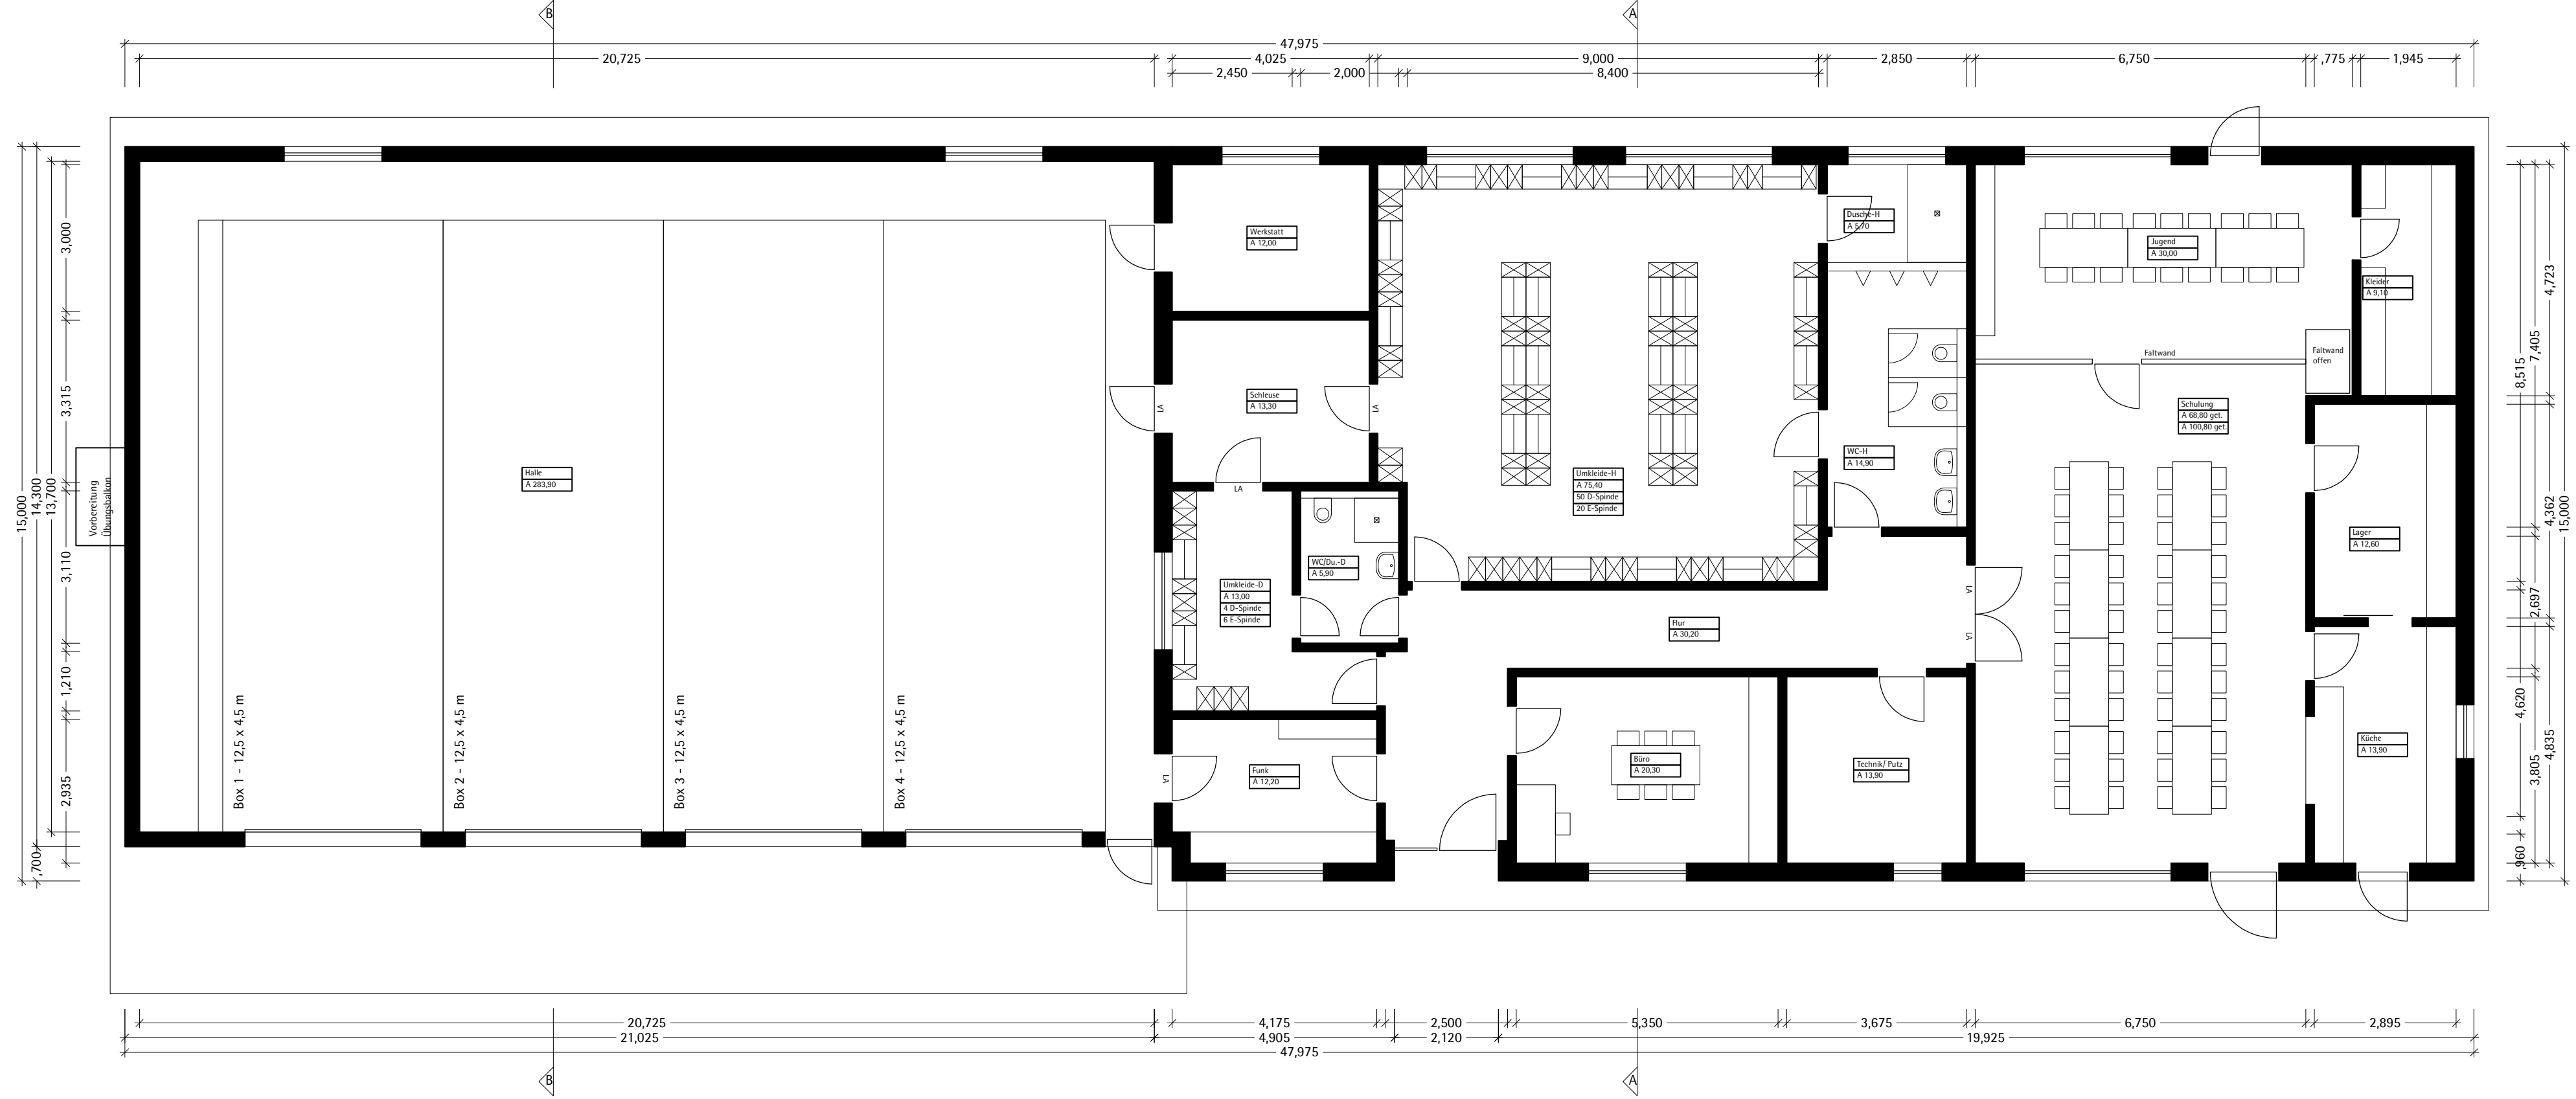 B
A
47,975
20,725
4,025
9,000
2,850
6,750
,775
1,945
2,450
2,000
8,400
15,000
14,300
13,700
3,000
3,315
3,110
1,210
2,935
,700
Vorbereitung
Übungsbalkon
Halle
A 283,90
Box 1 - 12,5 x 4,5 m
Box 2 - 12,5 x 4,5 m
Box 3 - 12,5 x 4,5 m
Box 4 - 12,5 x 4,5 m
Werkstatt
A 12,00
Schleuse
A 13,30
LA
LA
LA
Umkleide-D
A 13,00
4 D-Spinde
6 E-Spinde
WC/Du.-D
A 5,90
Funk
A 12,20
LA
Umkleide-H
A 75,40
50 D-Spinde
20 E-Spinde
Dusche-H
A 5,70
WC-H
A 14,90
Flur
A 30,20
LA
LA
Büro
A 20,30
Technik/ Putz
A 13,90
Jugend
A 30,00
Kleider
A 9,10
Faltwand
Faltwand
offen
Schulung
A 68,80 get.
A 100,80 get.
Lager
A 12,60
Küche
A 13,90
8,515
4,620
,960
7,405
2,697
3,805
4,723
4,362
4,835
15,000
20,725
4,175
2,500
5,350
3,675
6,750
2,895
21,025
4,905
2,120
19,925
47,975
B
A